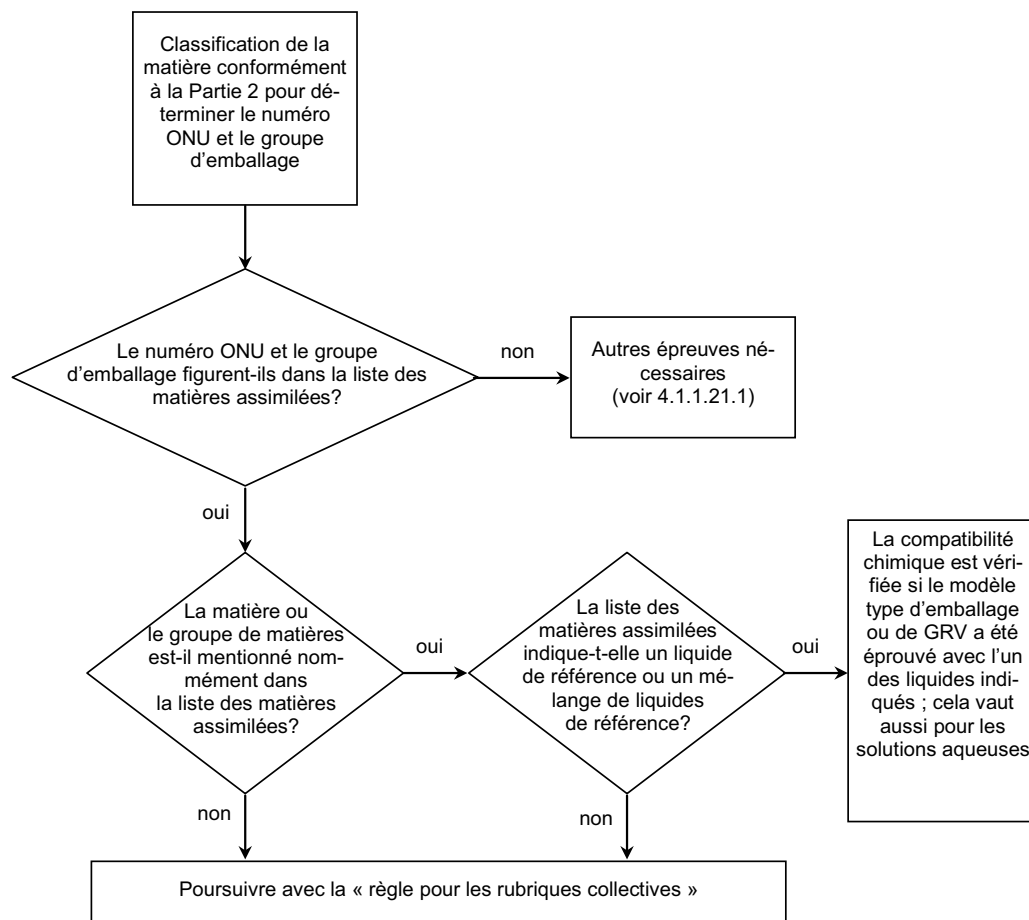 Classification de la
matière conformément
à la Partie 2 pour dé-
terminer le numéro
ONU et le groupe
d'emballage
Le numéro ONU et le groupe
d'emballage figurent-ils dans la liste des
matières assimilées?
non
Autres épreuves né-
cessaires
(voir 4.1.1.21.1)
oui
La matière ou
le groupe de matières
est-il mentionné nom-
mément dans
la liste des matières
assimilées?
oui
La liste des
matières assimilées
indique-t-elle un liquide
de référence ou un mé-
lange de liquides
de référence?
oui
La compatibilité
chimique est véri-
fiée si le modèle
type d'emballage
ou de GRV a été
éprouvé avec l'un
des liquides indi-
qués ; cela vaut
aussi pour les
solutions aqueuses
non
non
Poursuivre avec la « règle pour les rubriques collectives »